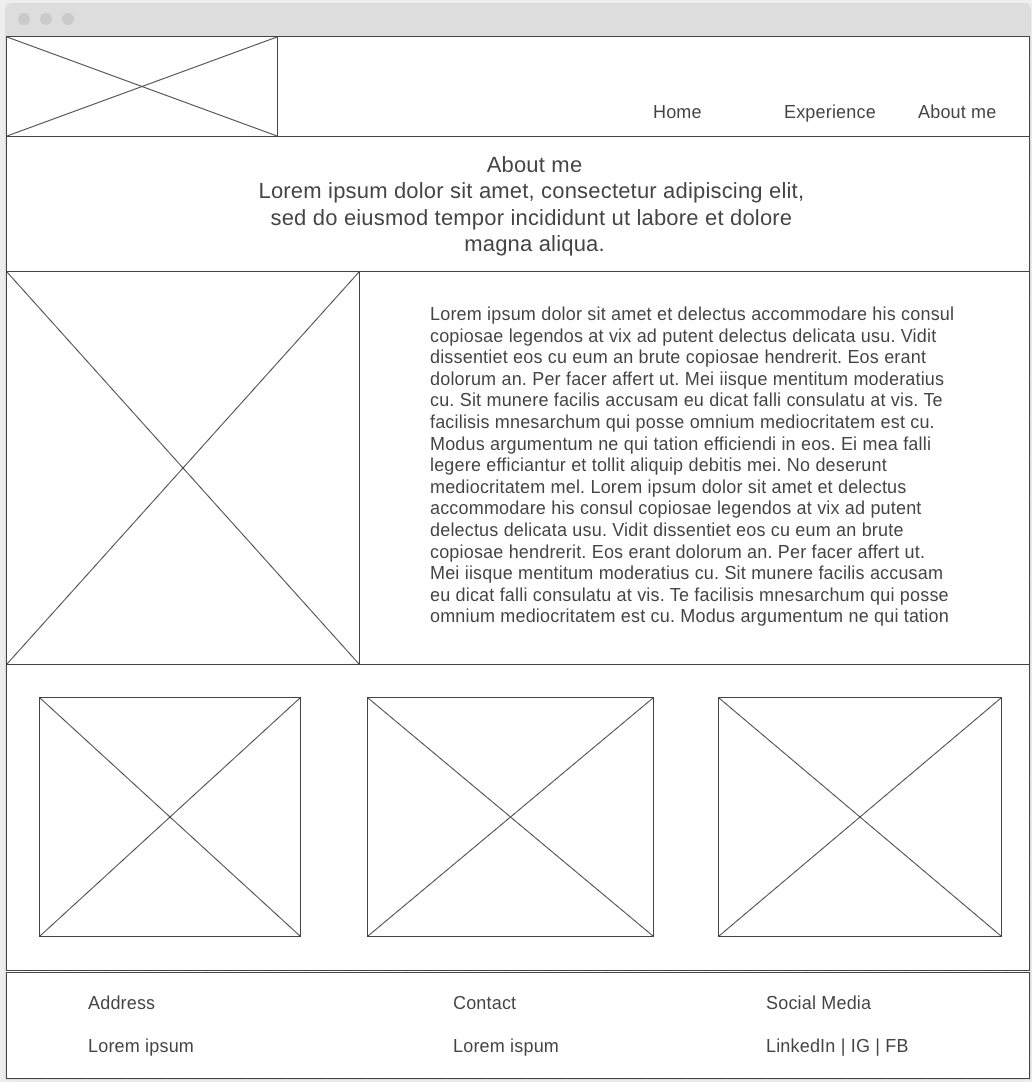 Home Experience About me
About me
Lorem ipsum dolor sit amet, consectetur adipiscing elit,
sed do eiusmod tempor incididunt ut labore et dolore
magna aliqua.
Lorem ipsum dolor sit amet et delectus accommodare his consul
copiosae legendos at vix ad putent delectus delicata usu. Vidit
dissentiet eos cu eum an brute copiosae hendrerit. Eos erant
dolorum an. Per facer affert ut. Mei iisque mentitum moderatius
cu. Sit munere facilis accusam eu dicat falli consulatu at vis. Te
facilisis mnesarchum qui posse omnium mediocritatem est cu.
Modus argumentum ne qui tation efficiendi in eos. Ei mea falli
legere efficiantur et tollit aliquip debitis mei. No deserunt
mediocritatem mel. Lorem ipsum dolor sit amet et delectus
accommodare his consul copiosae legendos at vix ad putent
delectus delicata usu. Vidit dissentiet eos cu eum an brute
copiosae hendrerit. Eos erant dolorum an. Per facer affert ut.
Mei iisque mentitum moderatius cu. Sit munere facilis accusam
eu dicat falli consulatu at vis. Te facilisis mnesarchum qui posse
omnium mediocritatem est cu. Modus argumentum ne qui tation
Address Contact Social Media
Lorem ipsum Lorem ispum LinkedIn | IG | FB